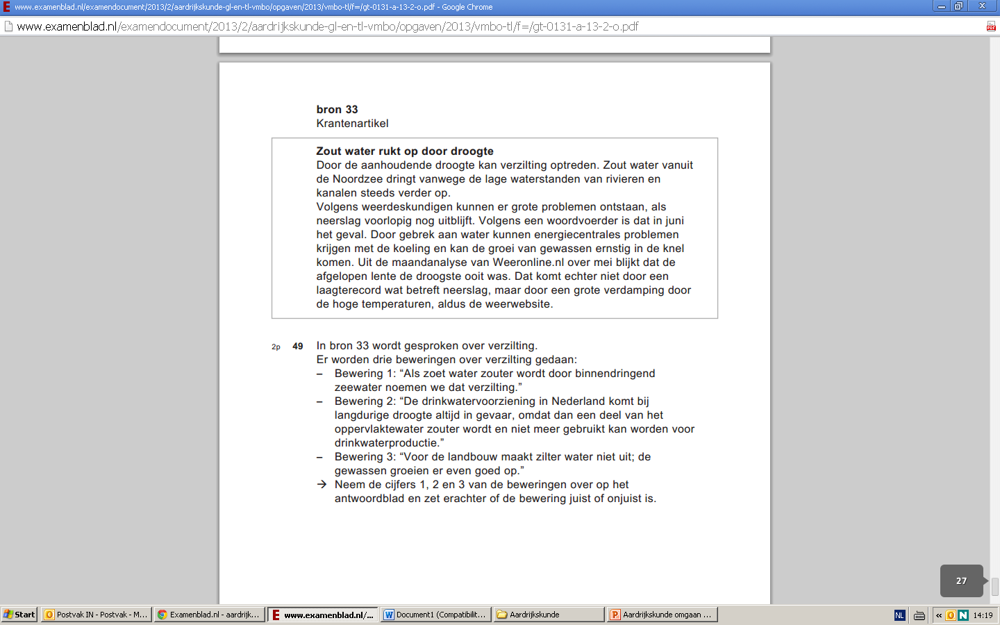 www.examenblad.nl/examendocument/2013/2/aardrijkskunde-gl-en-tl-vmbo/opgaven/2013/vmbo-tl/f=/gt-0131-a-13-2-o.pdf - Google Chrome
www.examenblad.nl/examendocument/2013/2/aardrijkskunde-gl-en-tl-vmbo/opgaven/2013/vmbo-tl/f=/gt-0131-a-13-2-o.pdf
bron 33
Krantenartikel
Zout water rukt op door droogte
Door de aanhoudende droogte kan verzilting optreden. Zout water vanuit
de Noordzee dringt vanwege de lage waterstanden van rivieren en
kanalen steeds verder op.
Volgens weerdeskundigen kunnen er grote problemen ontstaan, als
neerslag voorlopig nog uitblijft. Volgens een woordvoerder is dat in juni
het geval. Door gebrek aan water kunnen energiecentrales problemen
krijgen met de koeling en kan de groei van gewassen ernstig in de knel
komen. Uit de maandanalyse van Weeronline.nl over mei blijkt dat de
afgelopen lente de droogste ooit was. Dat komt echter niet door een
laagterecord wat betreft neerslag, maar door een grote verdamping door
de hoge temperaturen, aldus de weerwebsite.
2p 49 In bron 33 wordt gesproken over verzilting.
Er worden drie beweringen over verzilting gedaan:
– Bewering 1: “Als zoet water zouter wordt door binnendringend
zeewater noemen we dat verzilting.”
– Bewering 2: “De drinkwatervoorziening in Nederland komt bij
langdurige droogte altijd in gevaar, omdat dan een deel van het
oppervlaktewater zouter wordt en niet meer gebruikt kan worden voor
drinkwaterproductie.”
– Bewering 3: “Voor de landbouw maakt zilter water niet uit; de
gewassen groeien er even goed op.”
→ Neem de cijfers 1, 2 en 3 van de beweringen over op het
antwoordblad en zet erachter of de bewering juist of onjuist is.
27
Start Postvak IN - Postvak - M... Examenblad.nl - aardrijk... www.examenblad.nl/... Document1 (Compatibilit... Aardrijkskunde Aardrijkskunde omgaan ... NL « 14:19